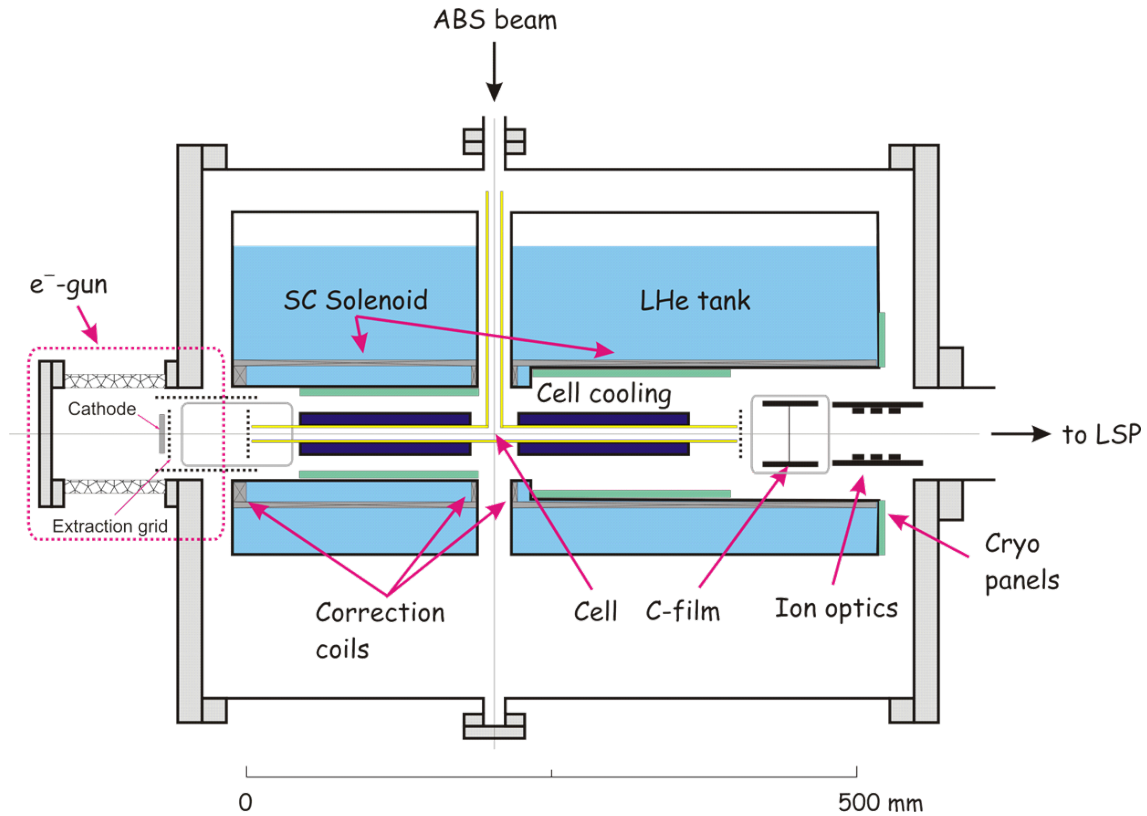 ABS beam
e⁻-gun
SC Solenoid
LHe tank
Cathode
Cell cooling
to LSP
Extraction grid
Correction
coils
Cell
C-film
Ion optics
Cryo
panels
0
500 mm